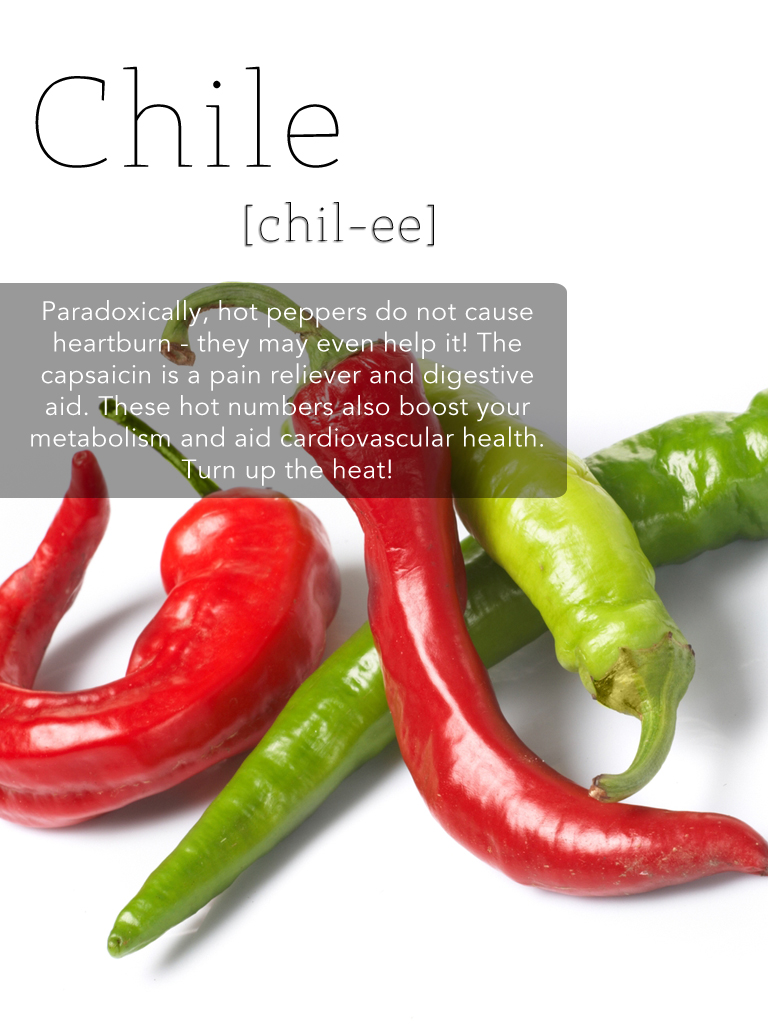 Chile
[chil-ee]
Paradoxically, hot peppers do not cause
heartburn - they may even help it! The
capsaicin is a pain reliever and digestive
aid. These hot numbers also boost your
metabolism and aid cardiovascular health.
Turn up the heat!